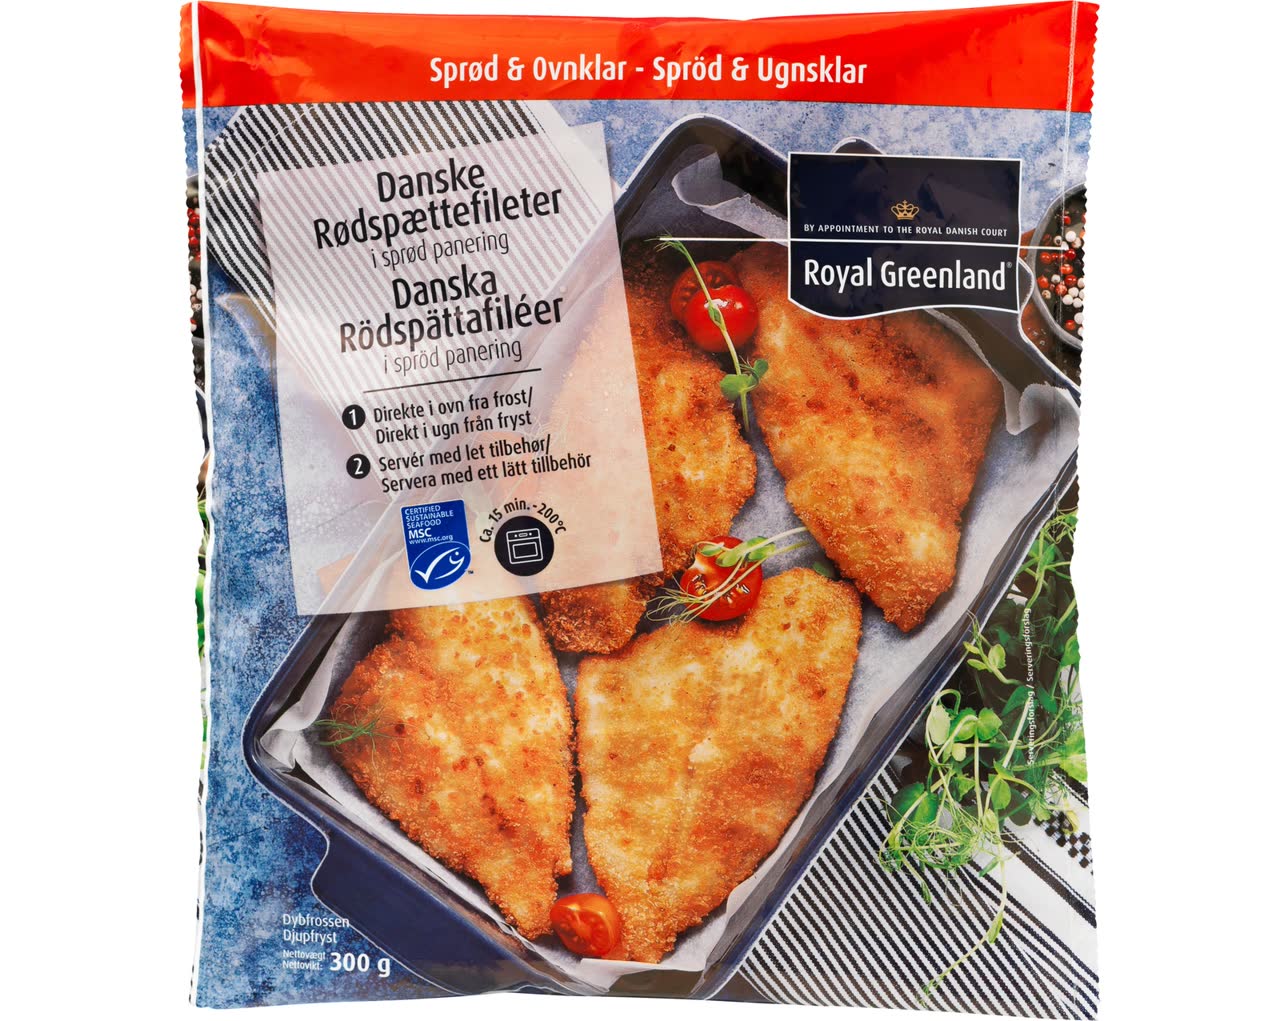 Sprød & Ovnklar - Spröd & Ugnsklar
Danske
Rødspættefileter
i sprød panering
Danska
Rödspättafiléer
i spröd panering
1 Direkte i ovn fra frost/
Direkt i ugn från fryst
2 Servér med let tilbehør/
Servera med ett lätt tillbehör
CERTIFIED
SUSTAINABLE
SEAFOOD
MSC
www.msc.org
TM
Ca. 15 min. - 200°C
BY APPOINTMENT TO THE ROYAL DANISH COURT
Royal Greenland®
Serveringsforslag / Serveringsförslag
Dybfrossen
Djupfryst
Nettovægt
Nettovikt: 300 g